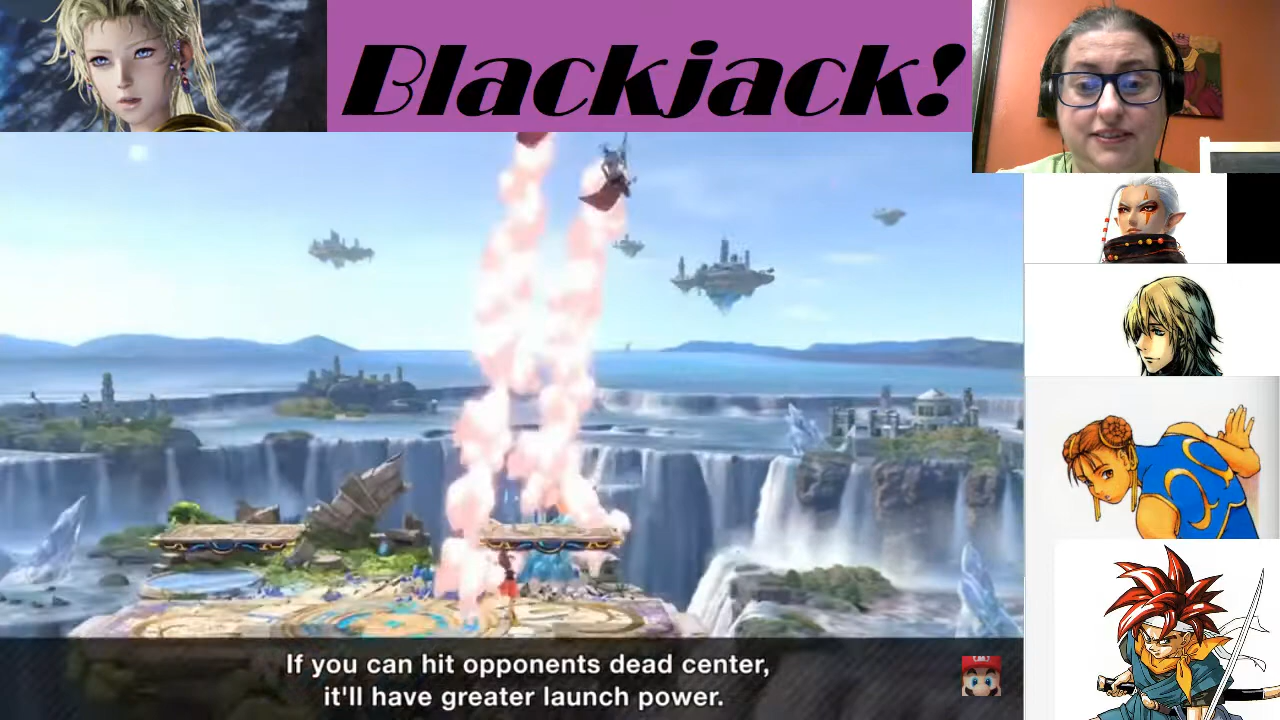 Blackjack!
If you can hit opponents dead center,
it'll have greater launch power.